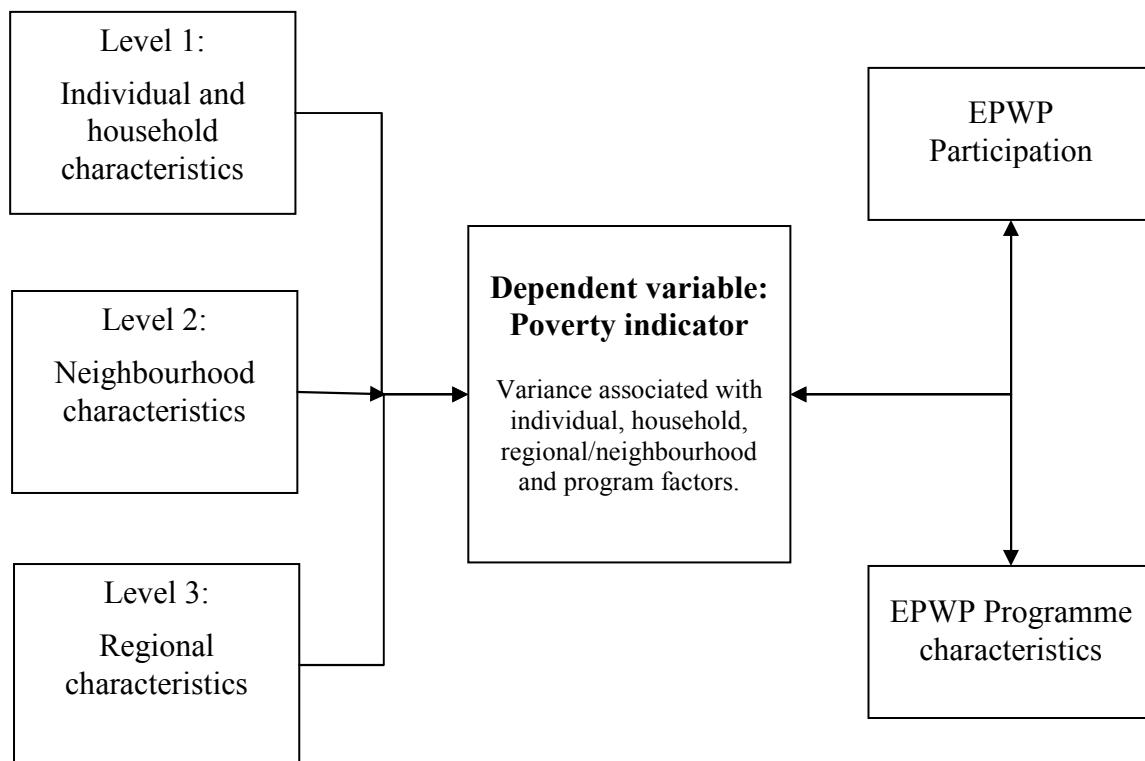 Level 1:
Individual and
household
characteristics
Level 2:
Neighbourhood
characteristics
Level 3:
Regional
characteristics
Dependent variable:
Poverty indicator
Variance associated with
individual, household,
regional/neighbourhood
and program factors.
EPWP
Participation
EPWP Programme
characteristics